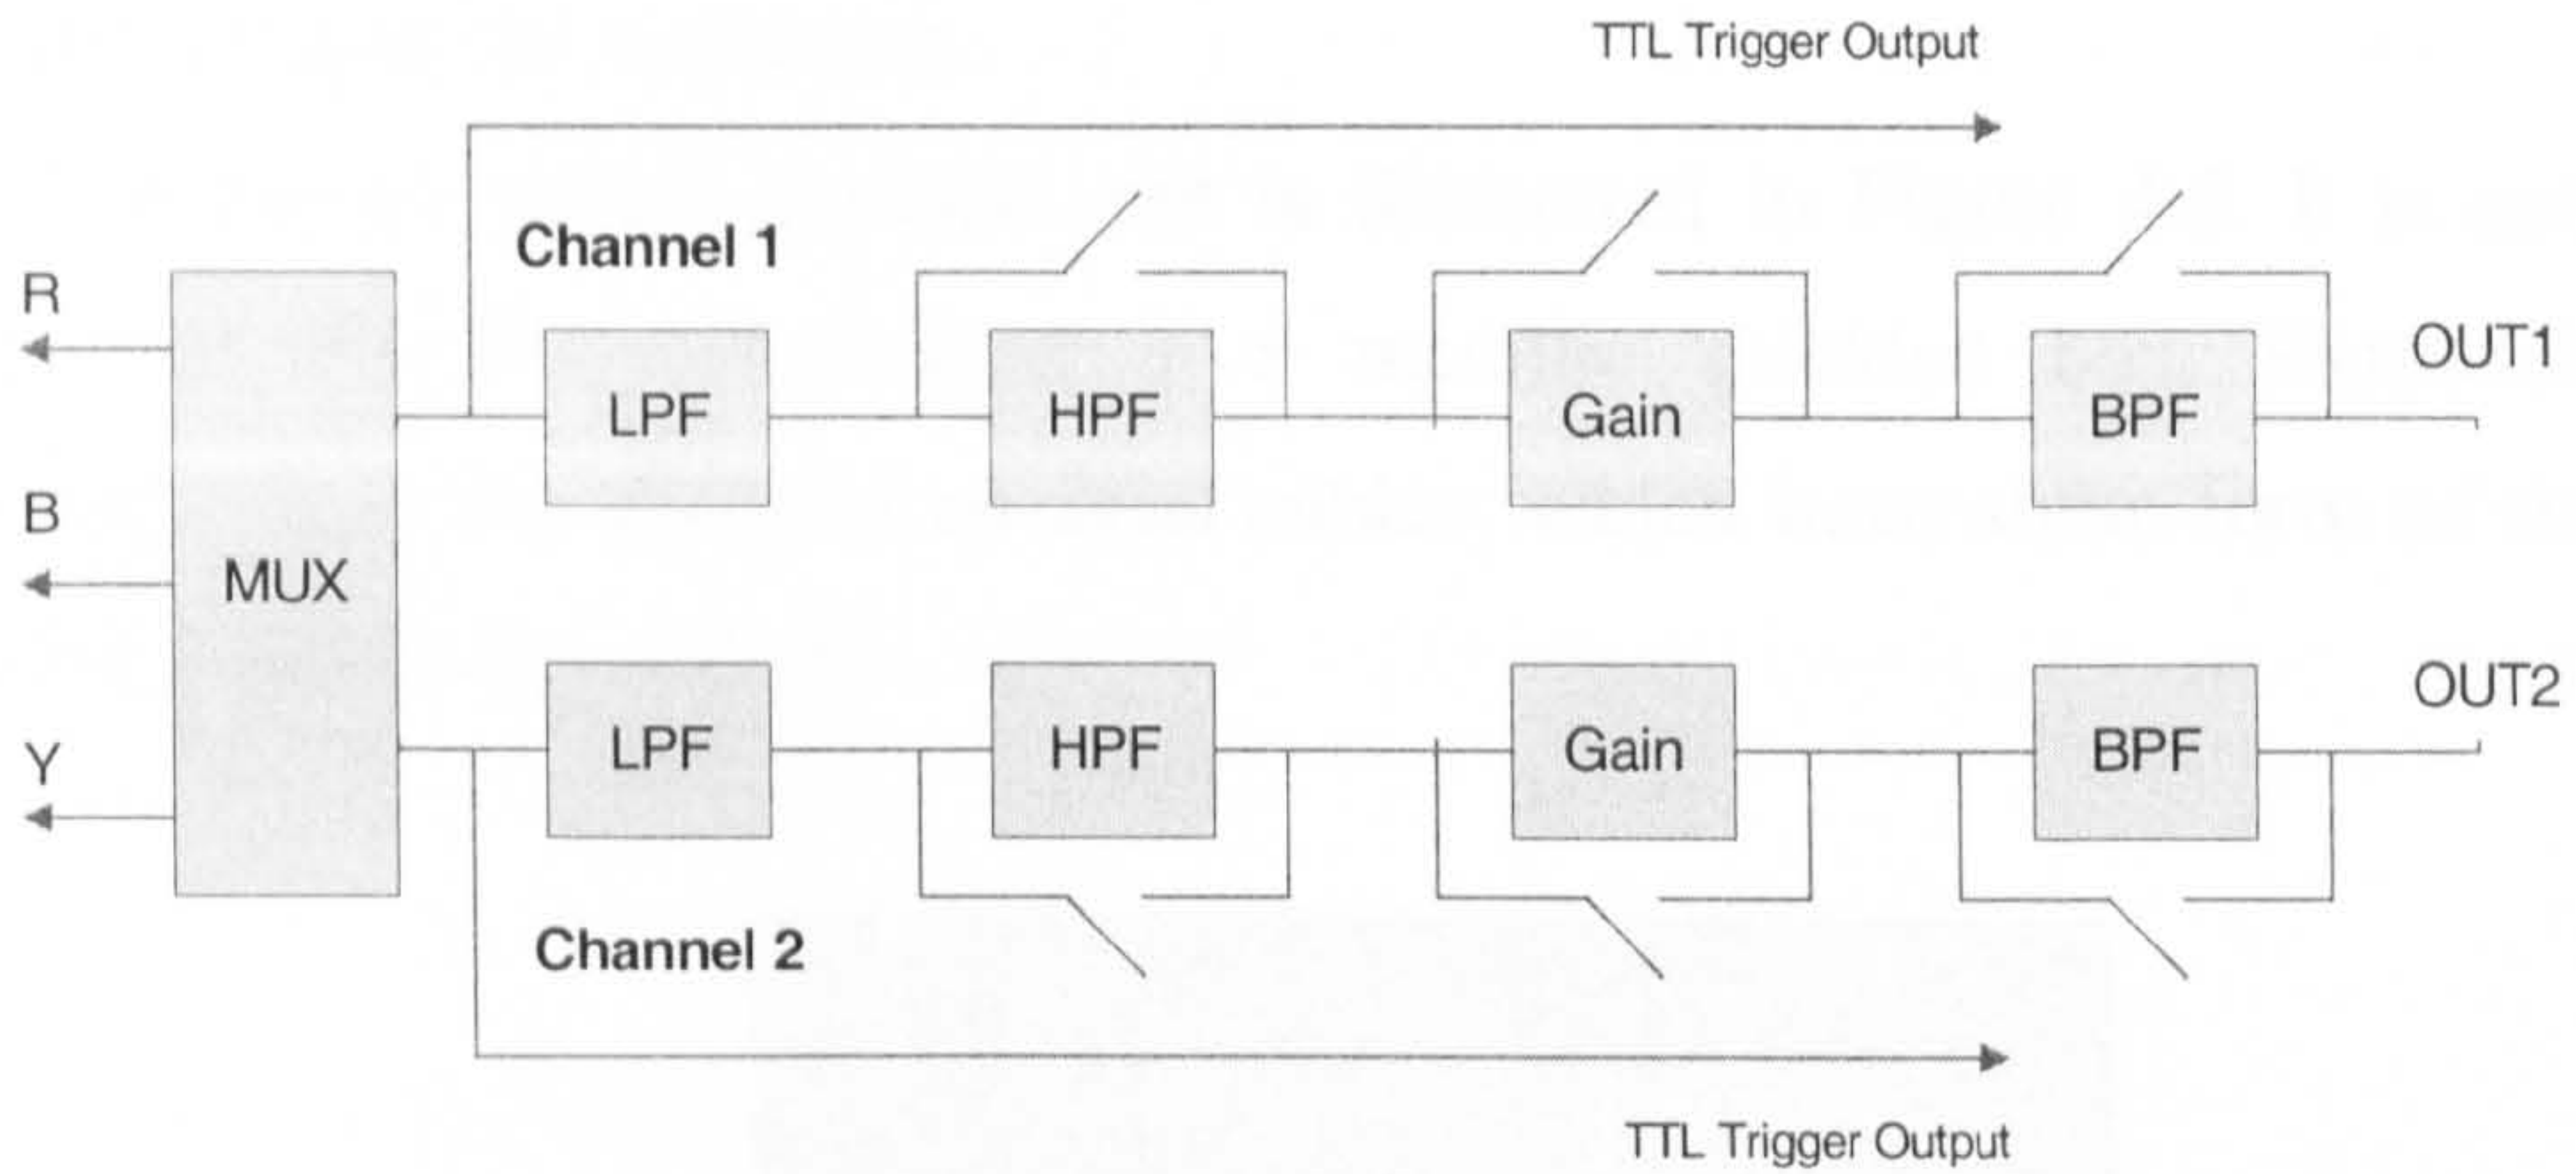 TTL Trigger Output
Channel 1
R
OUT1
LPF
HPF
Gain
BPF
B
MUX
OUT2
Y
LPF
HPF
Gain
BPF
Channel 2
TTL Trigger Output